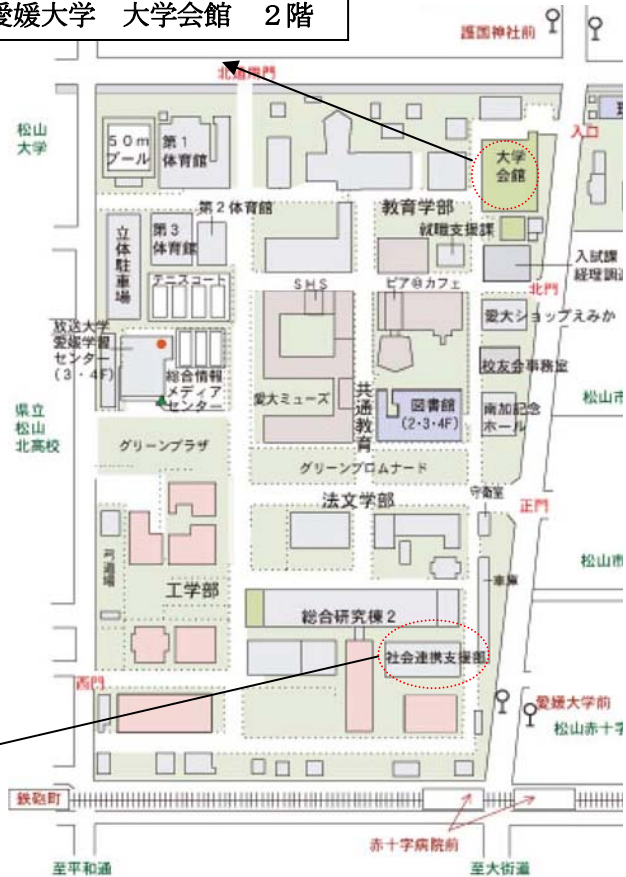 愛媛大学　大学会館　２階
護国神社前
北道用門
松山
大学
５０ｍ
プール
第１
体育館
大学
会館
入口
第２体育館
教育学部
立体駐車場
第３
体育館
就職支援課
入試課
テニスコート
ＳＨＳ
ピア＠カフェ
北門
放送大学
愛媛学習
センター
(３・4F)
愛大ショップえみか
総合情報
メディア
センター
校友会事務室
愛大ミューズ
共通教育
図書館
(2・3・4F)
南加記念
ホール
県立
松山
北高校
グリーンプラザ
グリーンプロムナード
法文学部
守衛室
正門
弓道場
工学部
車庫
総合研究棟２
社会連携支援部
西門
愛媛大学前
松山赤十字
鉄砲町
赤十字病院前
至平和通
至大街道